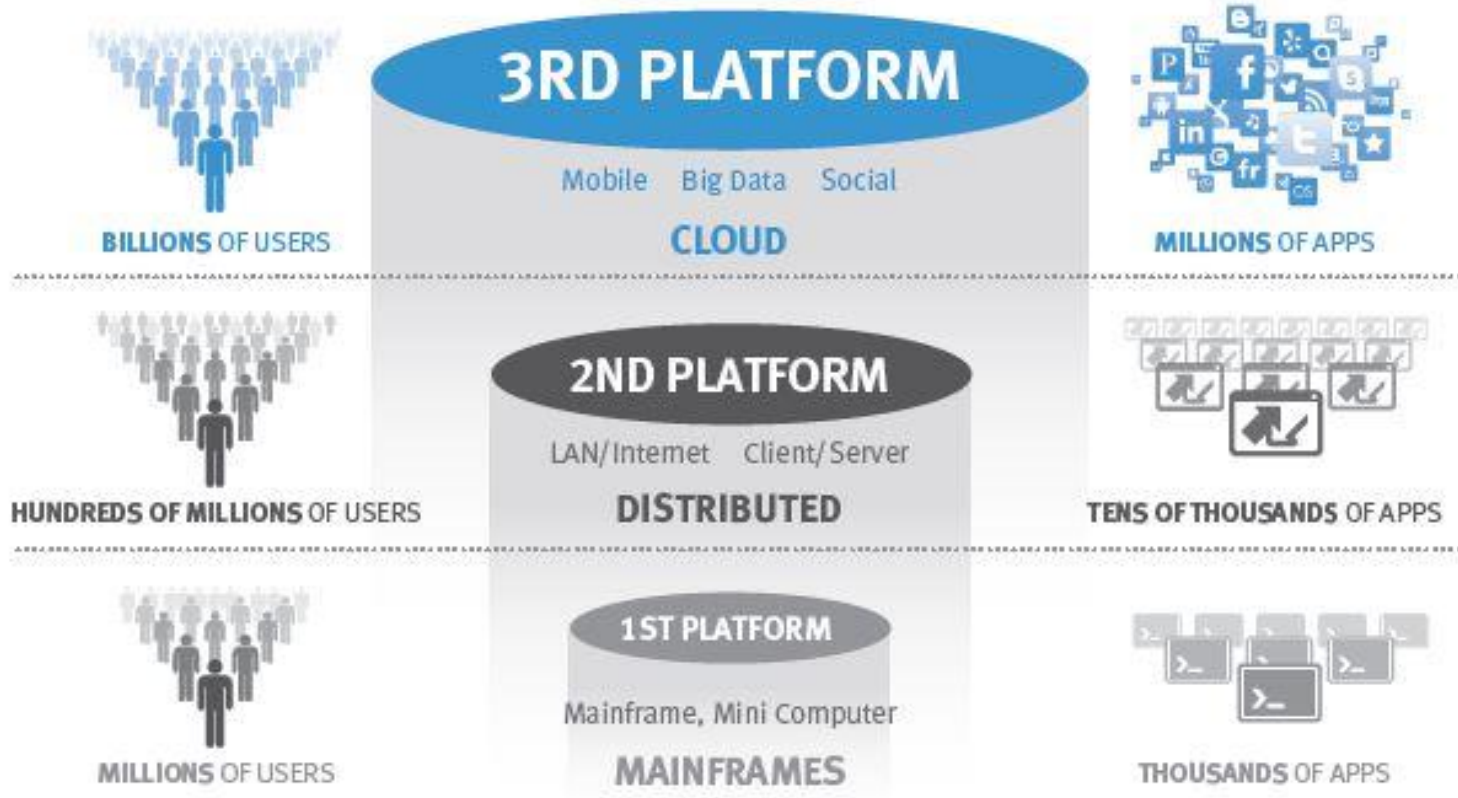 3RD PLATFORM
Mobile Big Data Social
CLOUD
BILLIONS OF USERS
MILLIONS OF APPS
2ND PLATFORM
LAN/Internet Client/Server
DISTRIBUTED
HUNDREDS OF MILLIONS OF USERS
TENS OF THOUSANDS OF APPS
1ST PLATFORM
Mainframe, Mini Computer
MAINFRAMES
MILLIONS OF USERS
THOUSANDS OF APPS